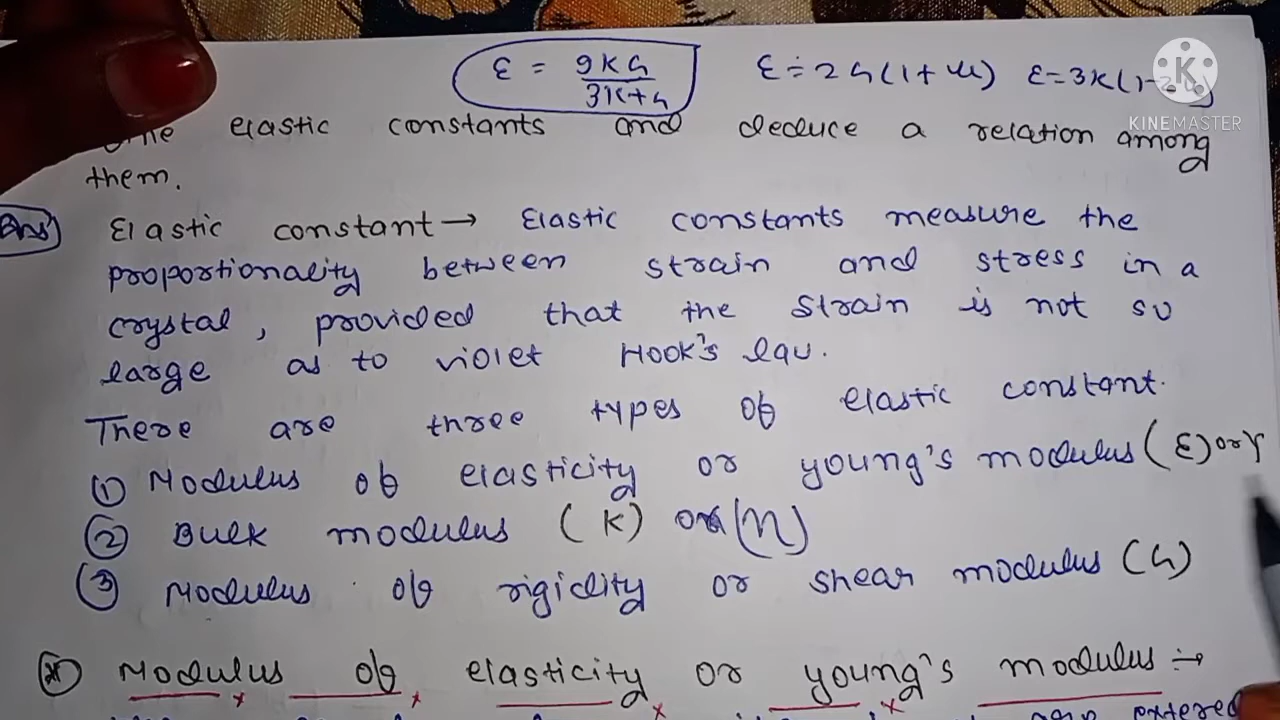 ε = 9KG / 3K+G ε = 2G(1+μ) ε = 3K(1-2
K
KINEMASTER
elastic constants and deduce a relation among
them.
Ans) Elastic constant → Elastic constants measure the
proportionality between strain and stress in a
crystal, provided that the strain is not so
large as to violet Hook's law.
There are three types of elastic constant.
① Modulus of elasticity or young's modulus (ε) or Y
② Bulk modulus (K) or (η)
③ Modulus of rigidity or shear modulus (G)
Modulus of elasticity or young's modulus :→